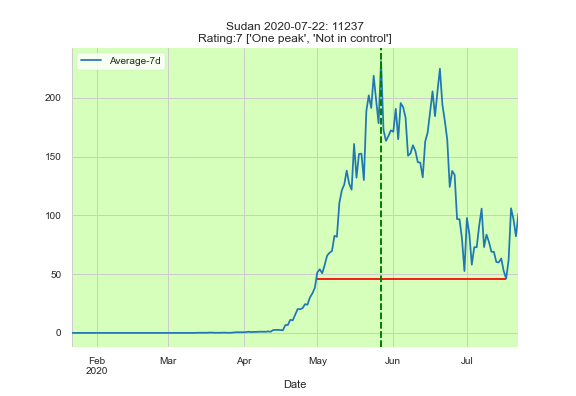 Sudan 2020-07-22: 11237
Rating:7 ['One peak', 'Not in control']
Average-7d
200
150
100
50
0
Feb
2020
Mar
Apr
May
Jun
Jul
Date